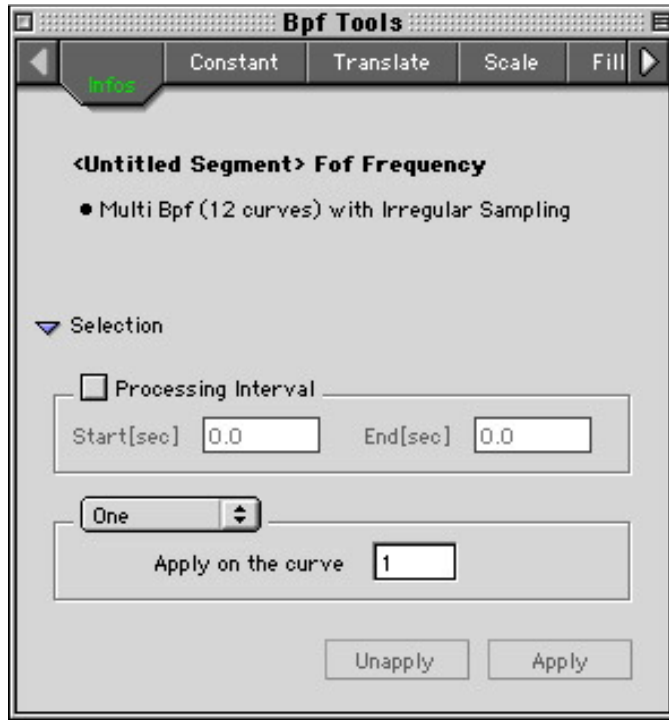 Bpf Tools
Infos Constant Translate Scale Fill
<Untitled Segment> Fof Frequency
● Multi Bpf (12 curves) with Irregular Sampling
Selection
Processing Interval
Start[sec] 0.0 End[sec] 0.0
One
Apply on the curve 1
Unapply Apply